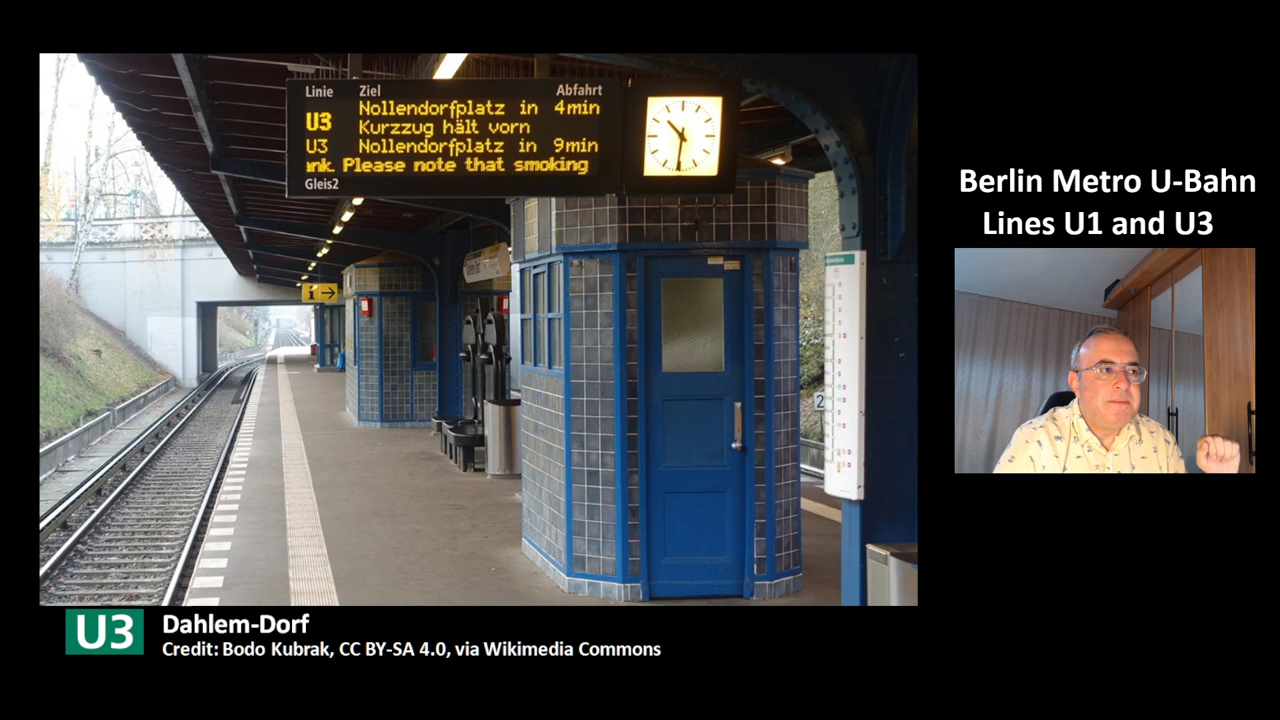 Linie Ziel Abfahrt
U3 Nollendorfplatz in 4min
Kurzzug hält vorn
U3 Nollendorfplatz in 9min
ank. Please note that smoking
Gleis2
i →
2
Berlin Metro U-Bahn
Lines U1 and U3
U3
Dahlem-Dorf
Credit: Bodo Kubrak, CC BY-SA 4.0, via Wikimedia Commons